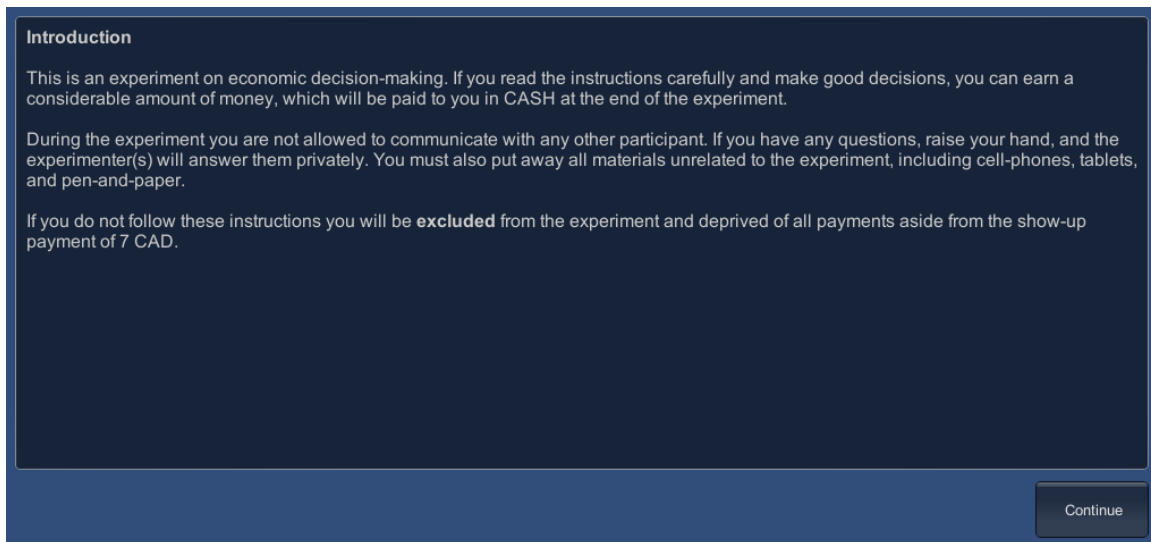 Introduction
This is an experiment on economic decision-making. If you read the instructions carefully and make good decisions, you can earn a
considerable amount of money, which will be paid to you in CASH at the end of the experiment.
During the experiment you are not allowed to communicate with any other participant. If you have any questions, raise your hand, and the
experimenter(s) will answer them privately. You must also put away all materials unrelated to the experiment, including cell-phones, tablets,
and pen-and-paper.
If you do not follow these instructions you will be excluded from the experiment and deprived of all payments aside from the show-up
payment of 7 CAD.
Continue